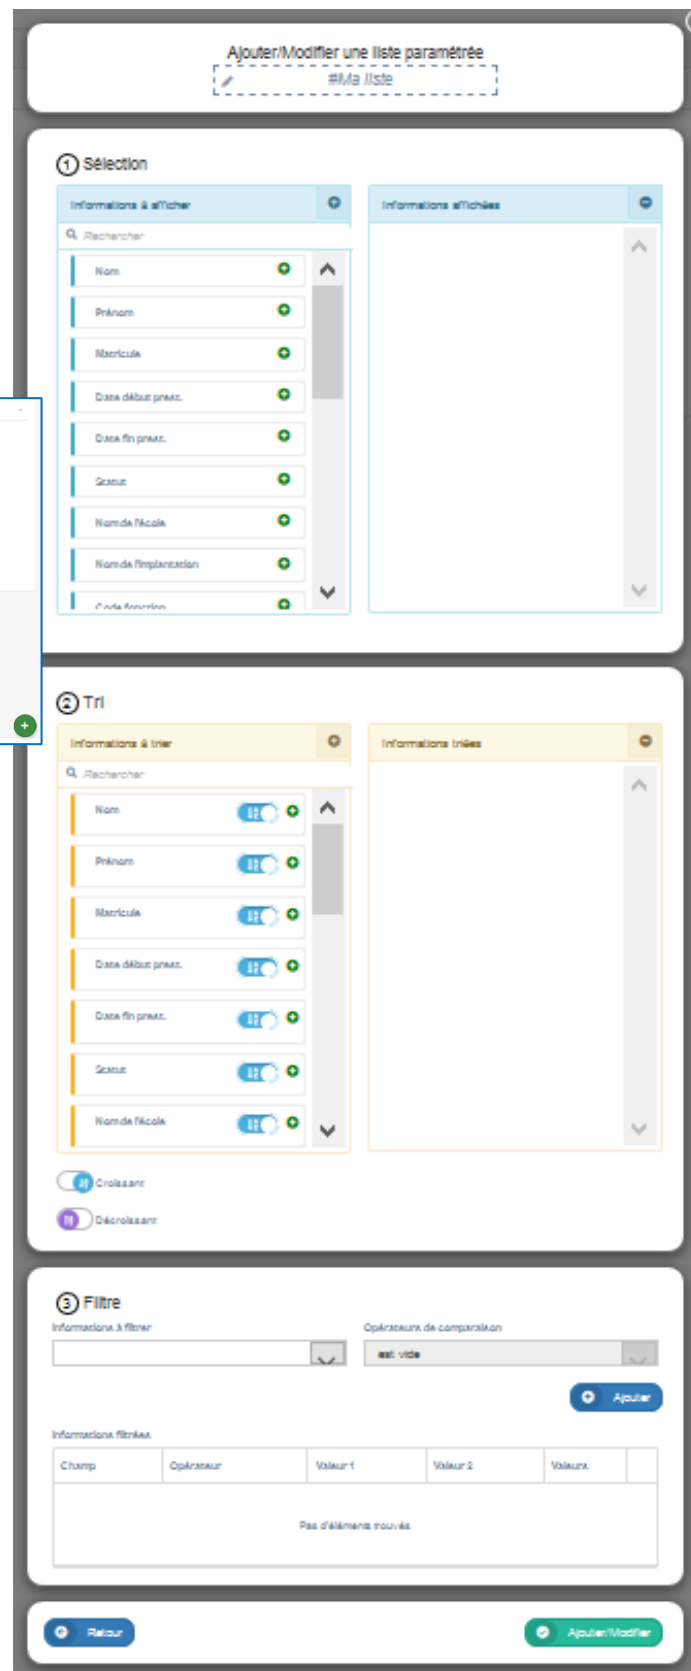 Ajouter/Modifier une liste paramétrée
#Ma liste
1 Sélection
Informations à afficher
Informations affichées
Rechercher
Nom
Prénom
Matricule
Date début prest.
Date fin prest.
Statut
Nom de l'école
Nom de l'implantation
Code fonction
2 Tri
Informations à trier
Informations triées
Rechercher
Nom
Prénom
Matricule
Date début prest.
Date fin prest.
Statut
Nom de l'école
Croissant
Décroissant
3 Filtre
Informations à filtrer
Opérateurs de comparaison
est vide
Ajouter
Informations filtrées
Champ Opérateur Valeur 1 Valeur 2 Valeurs
Pas d'éléments trouvés
Retour
Ajouter/Modifier